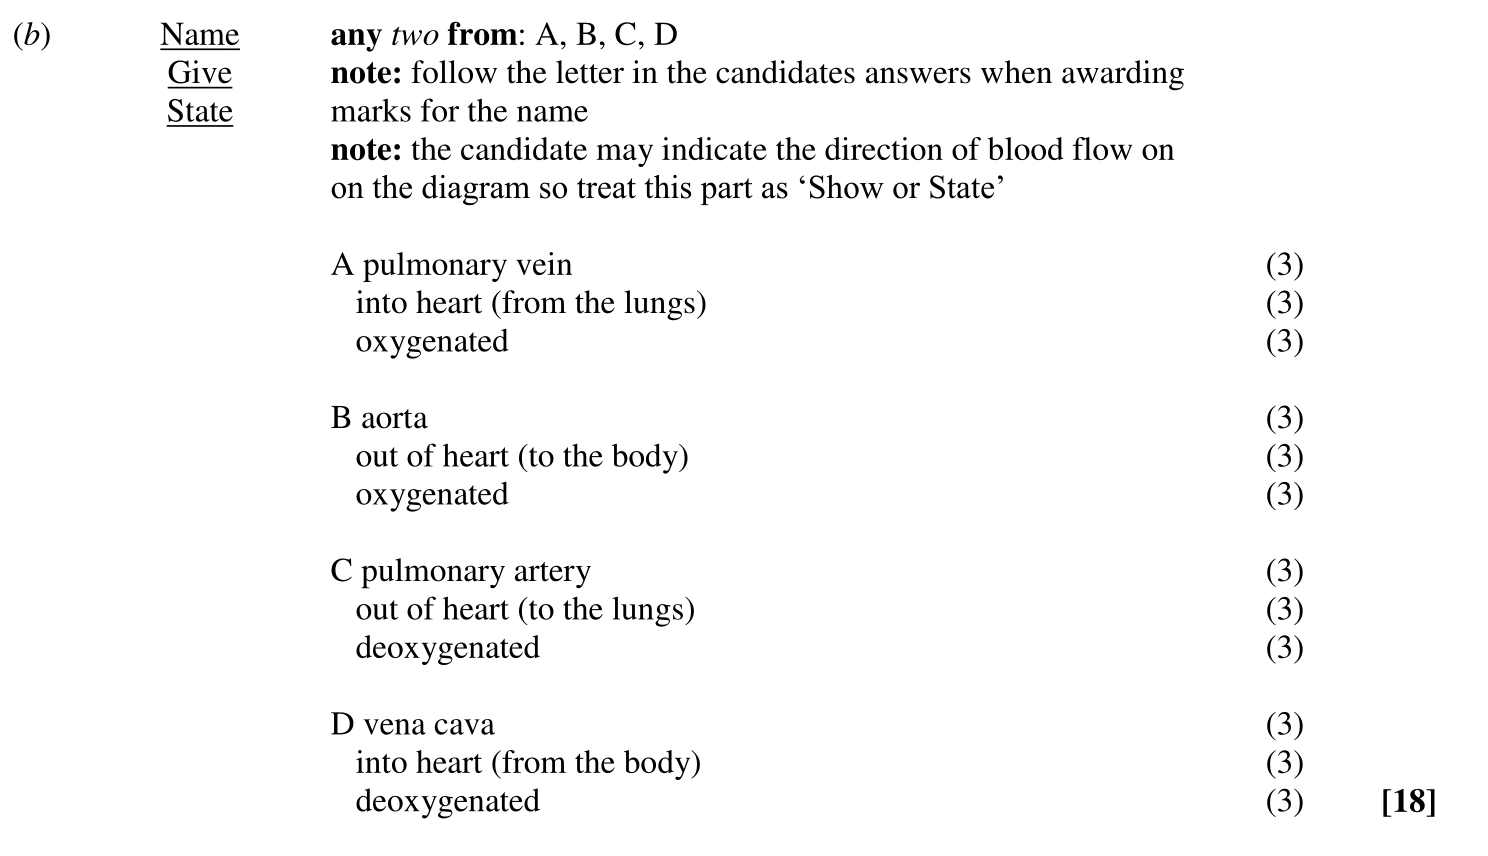 (b) Name any two from: A, B, C, D
Give note: follow the letter in the candidates answers when awarding
State marks for the name
note: the candidate may indicate the direction of blood flow on
on the diagram so treat this part as ‘Show or State’
A pulmonary vein (3)
into heart (from the lungs) (3)
oxygenated (3)
B aorta (3)
out of heart (to the body) (3)
oxygenated (3)
C pulmonary artery (3)
out of heart (to the lungs) (3)
deoxygenated (3)
D vena cava (3)
into heart (from the body) (3)
deoxygenated (3) [18]